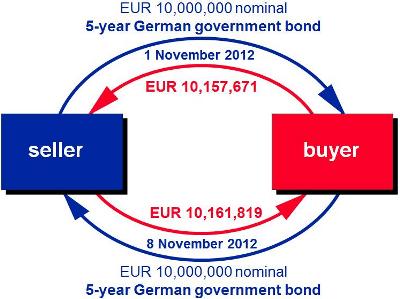 EUR 10,000,000 nominal
5-year German government bond
1 November 2012
EUR 10,157,671
seller
buyer
EUR 10,161,819
8 November 2012
EUR 10,000,000 nominal
5-year German government bond